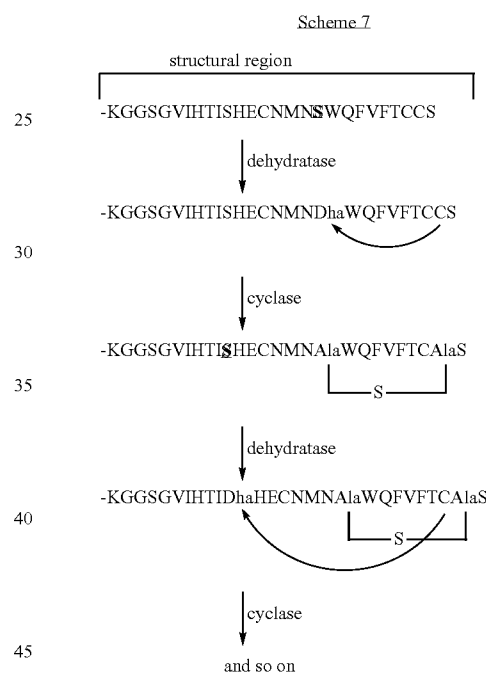 Scheme 7
structural region
25 -KGGSGVIHTISHECNMNSWQFVFTCCS
dehydratase
-KGGSGVIHTISHECNMNDhaWQFVFTCCS
30
cyclase
-KGGSGVIHTISHECNMNAlaWQFVFTCAlaS
35 S
dehydratase
-KGGSGVIHTIDhaHECNMNAlaWQFVFTCAlaS
40 S
cyclase
45
and so on